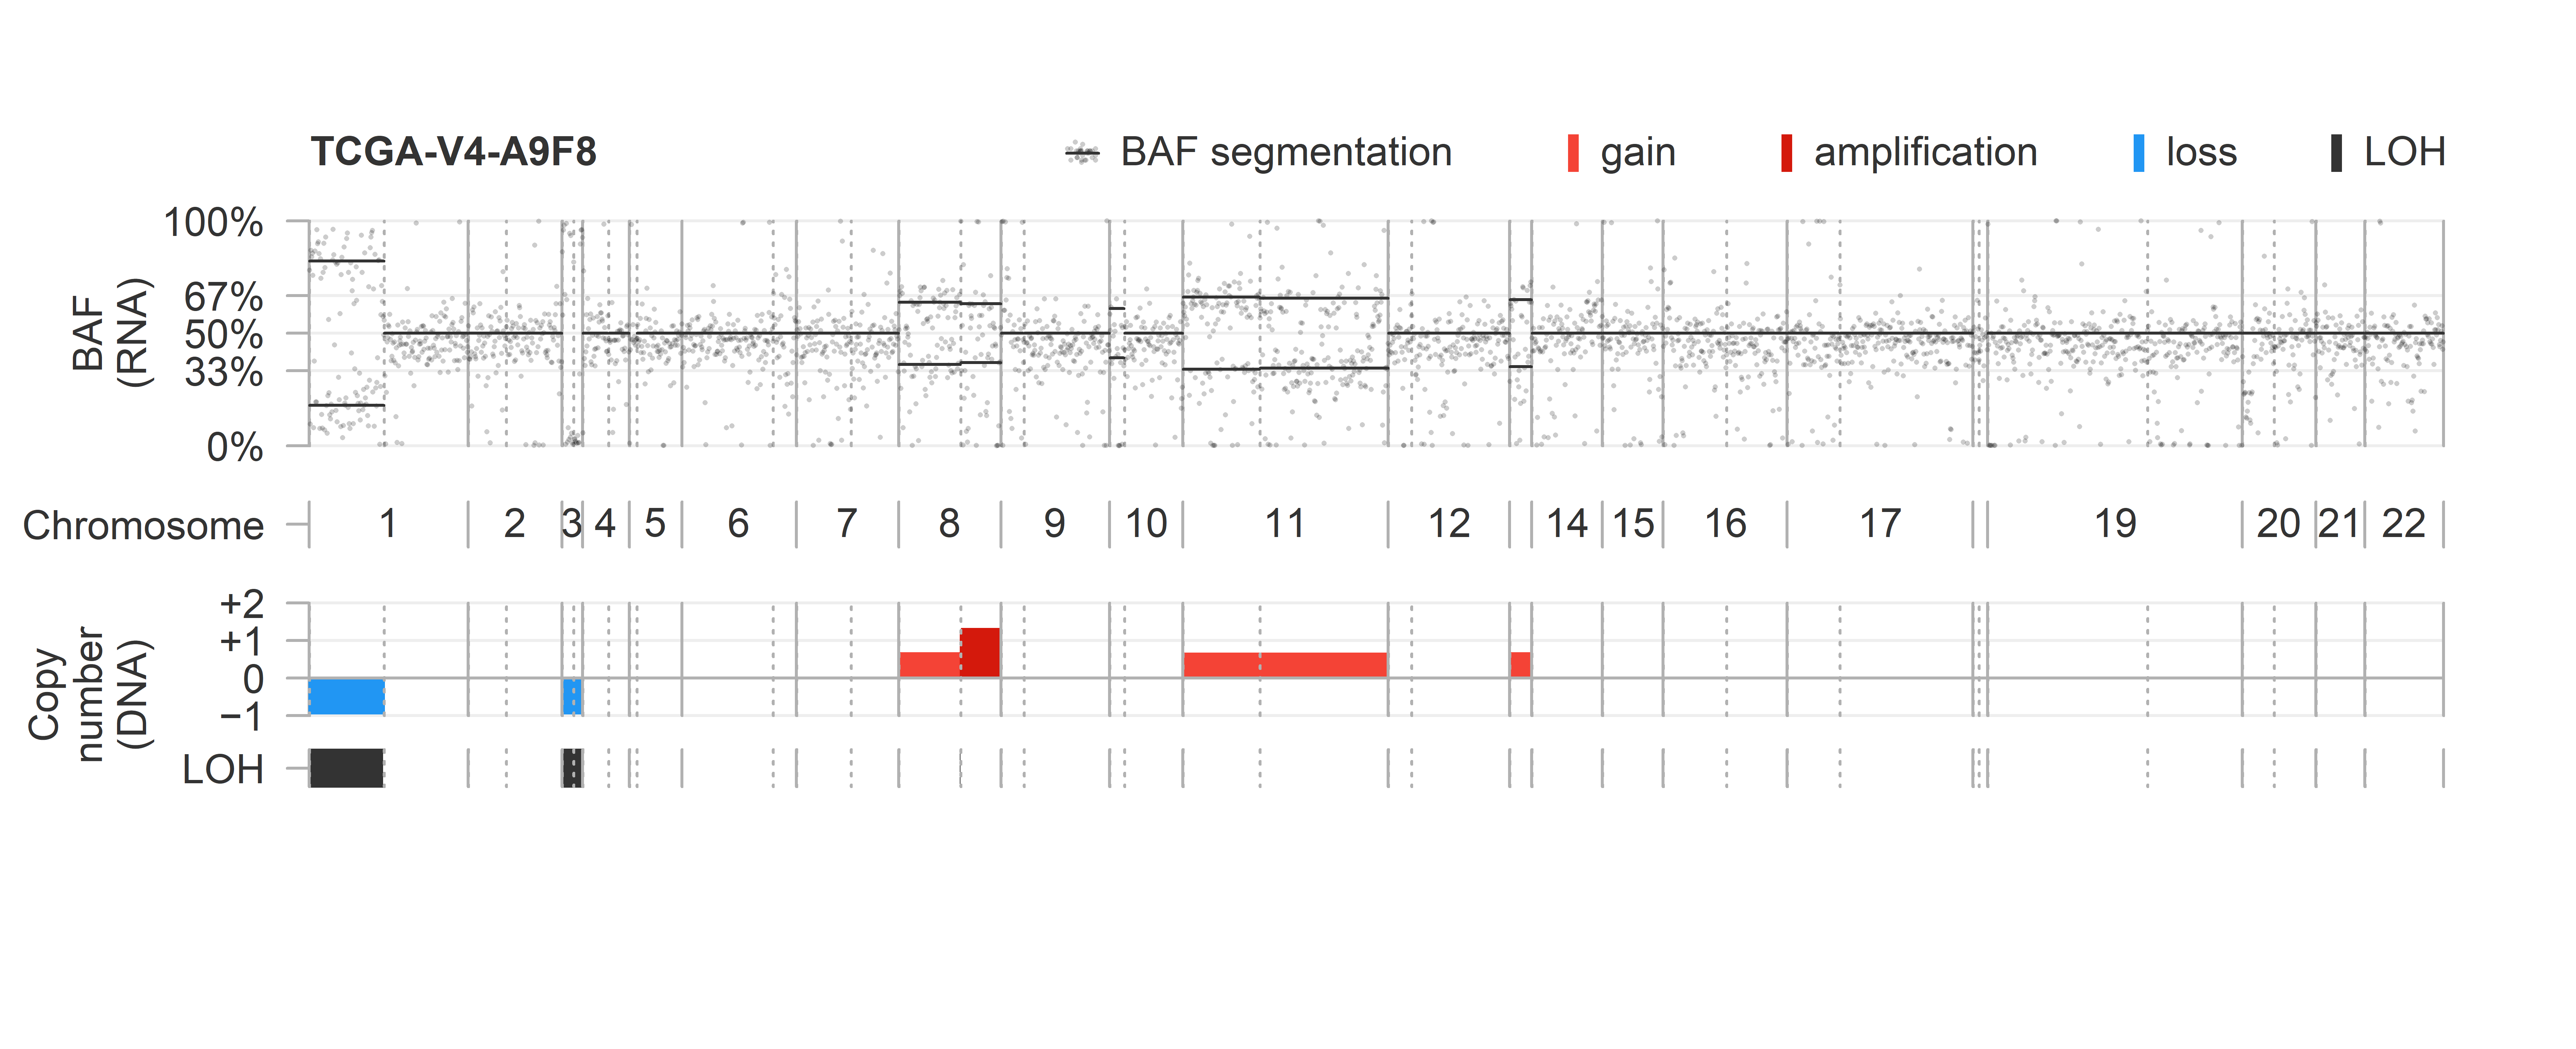 TCGA-V4-A9F8
BAF segmentation gain amplification loss LOH
BAF
(RNA)
100%
67%
50%
33%
0%
Chromosome 1 2 3 4 5 6 7 8 9 10 11 12 14 15 16 17 19 20 21 22
Copy
number
(DNA)
+2
+1
0
−1
LOH